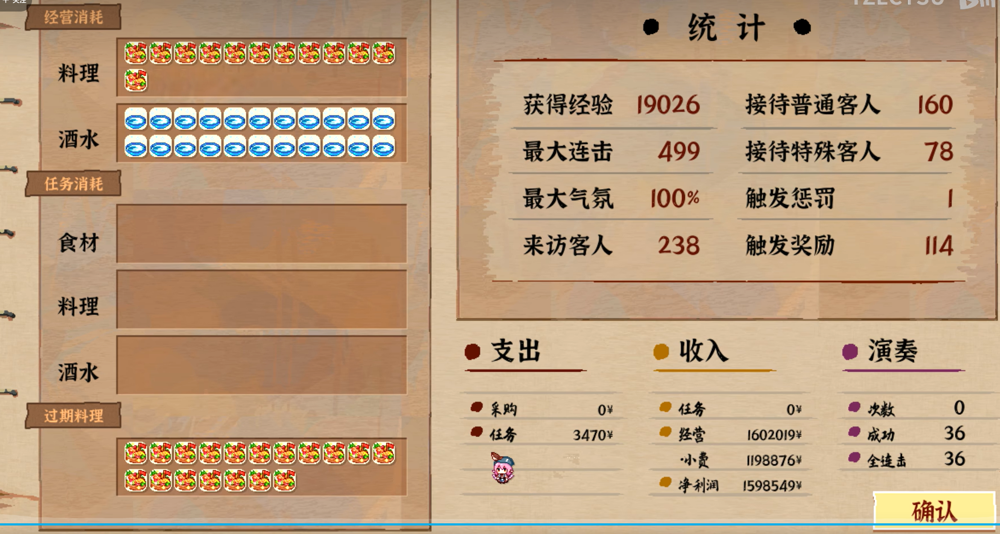 关注
经营消耗
料理
酒水
任务消耗
食材
料理
酒水
过期料理
统计
获得经验 19026 接待普通客人 160
最大连击 499 接待特殊客人 78
最大气氛 100% 触发惩罚 1
来访客人 238 触发奖励 114
支出 收入 演奏
采购 0¥ 任务 0¥ 次数 0
任务 3470¥ 经营 1602019¥ 成功 36
·小费 1198876¥ 全连击 36
净利润 1598549¥
确认